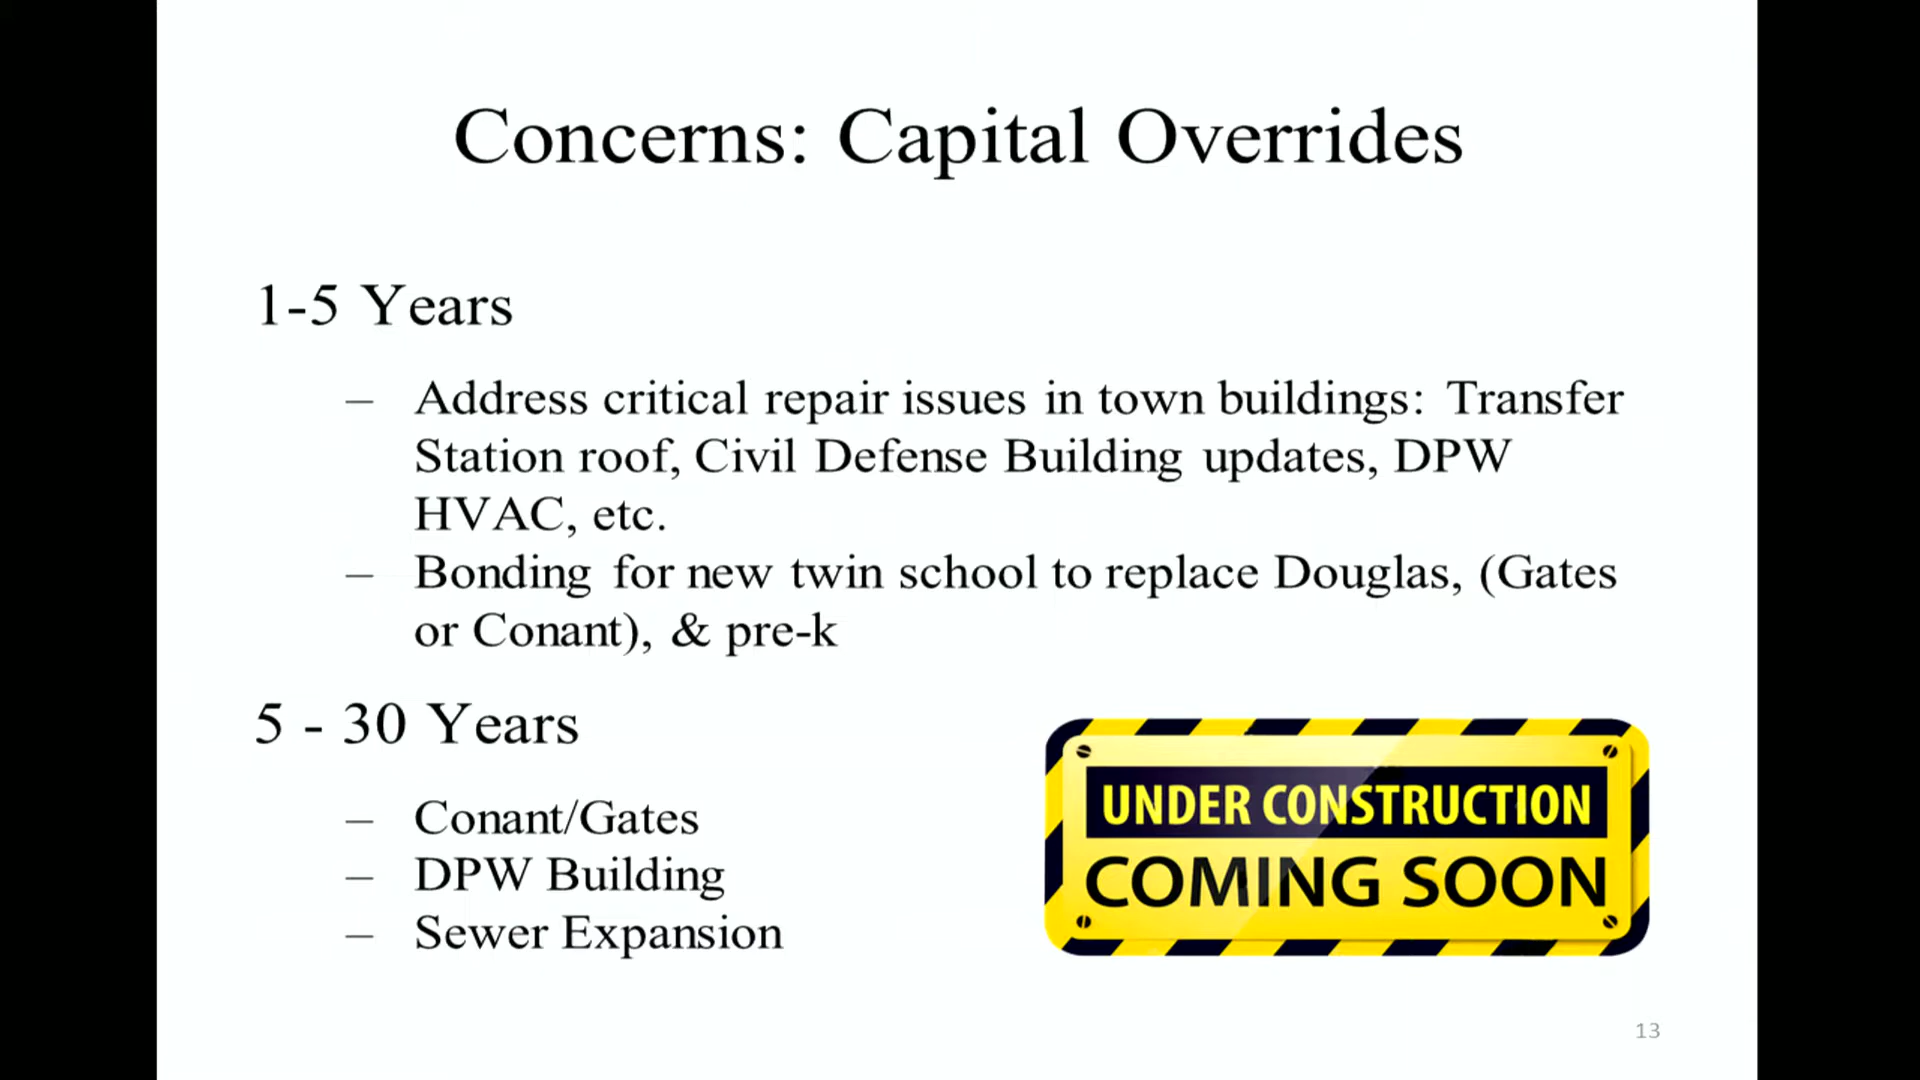 Concerns: Capital Overrides
1-5 Years
– Address critical repair issues in town buildings: Transfer
Station roof, Civil Defense Building updates, DPW
HVAC, etc.
– Bonding for new twin school to replace Douglas, (Gates
or Conant), & pre-k
5 - 30 Years
– Conant/Gates
– DPW Building
– Sewer Expansion
UNDER CONSTRUCTION
COMING SOON
13